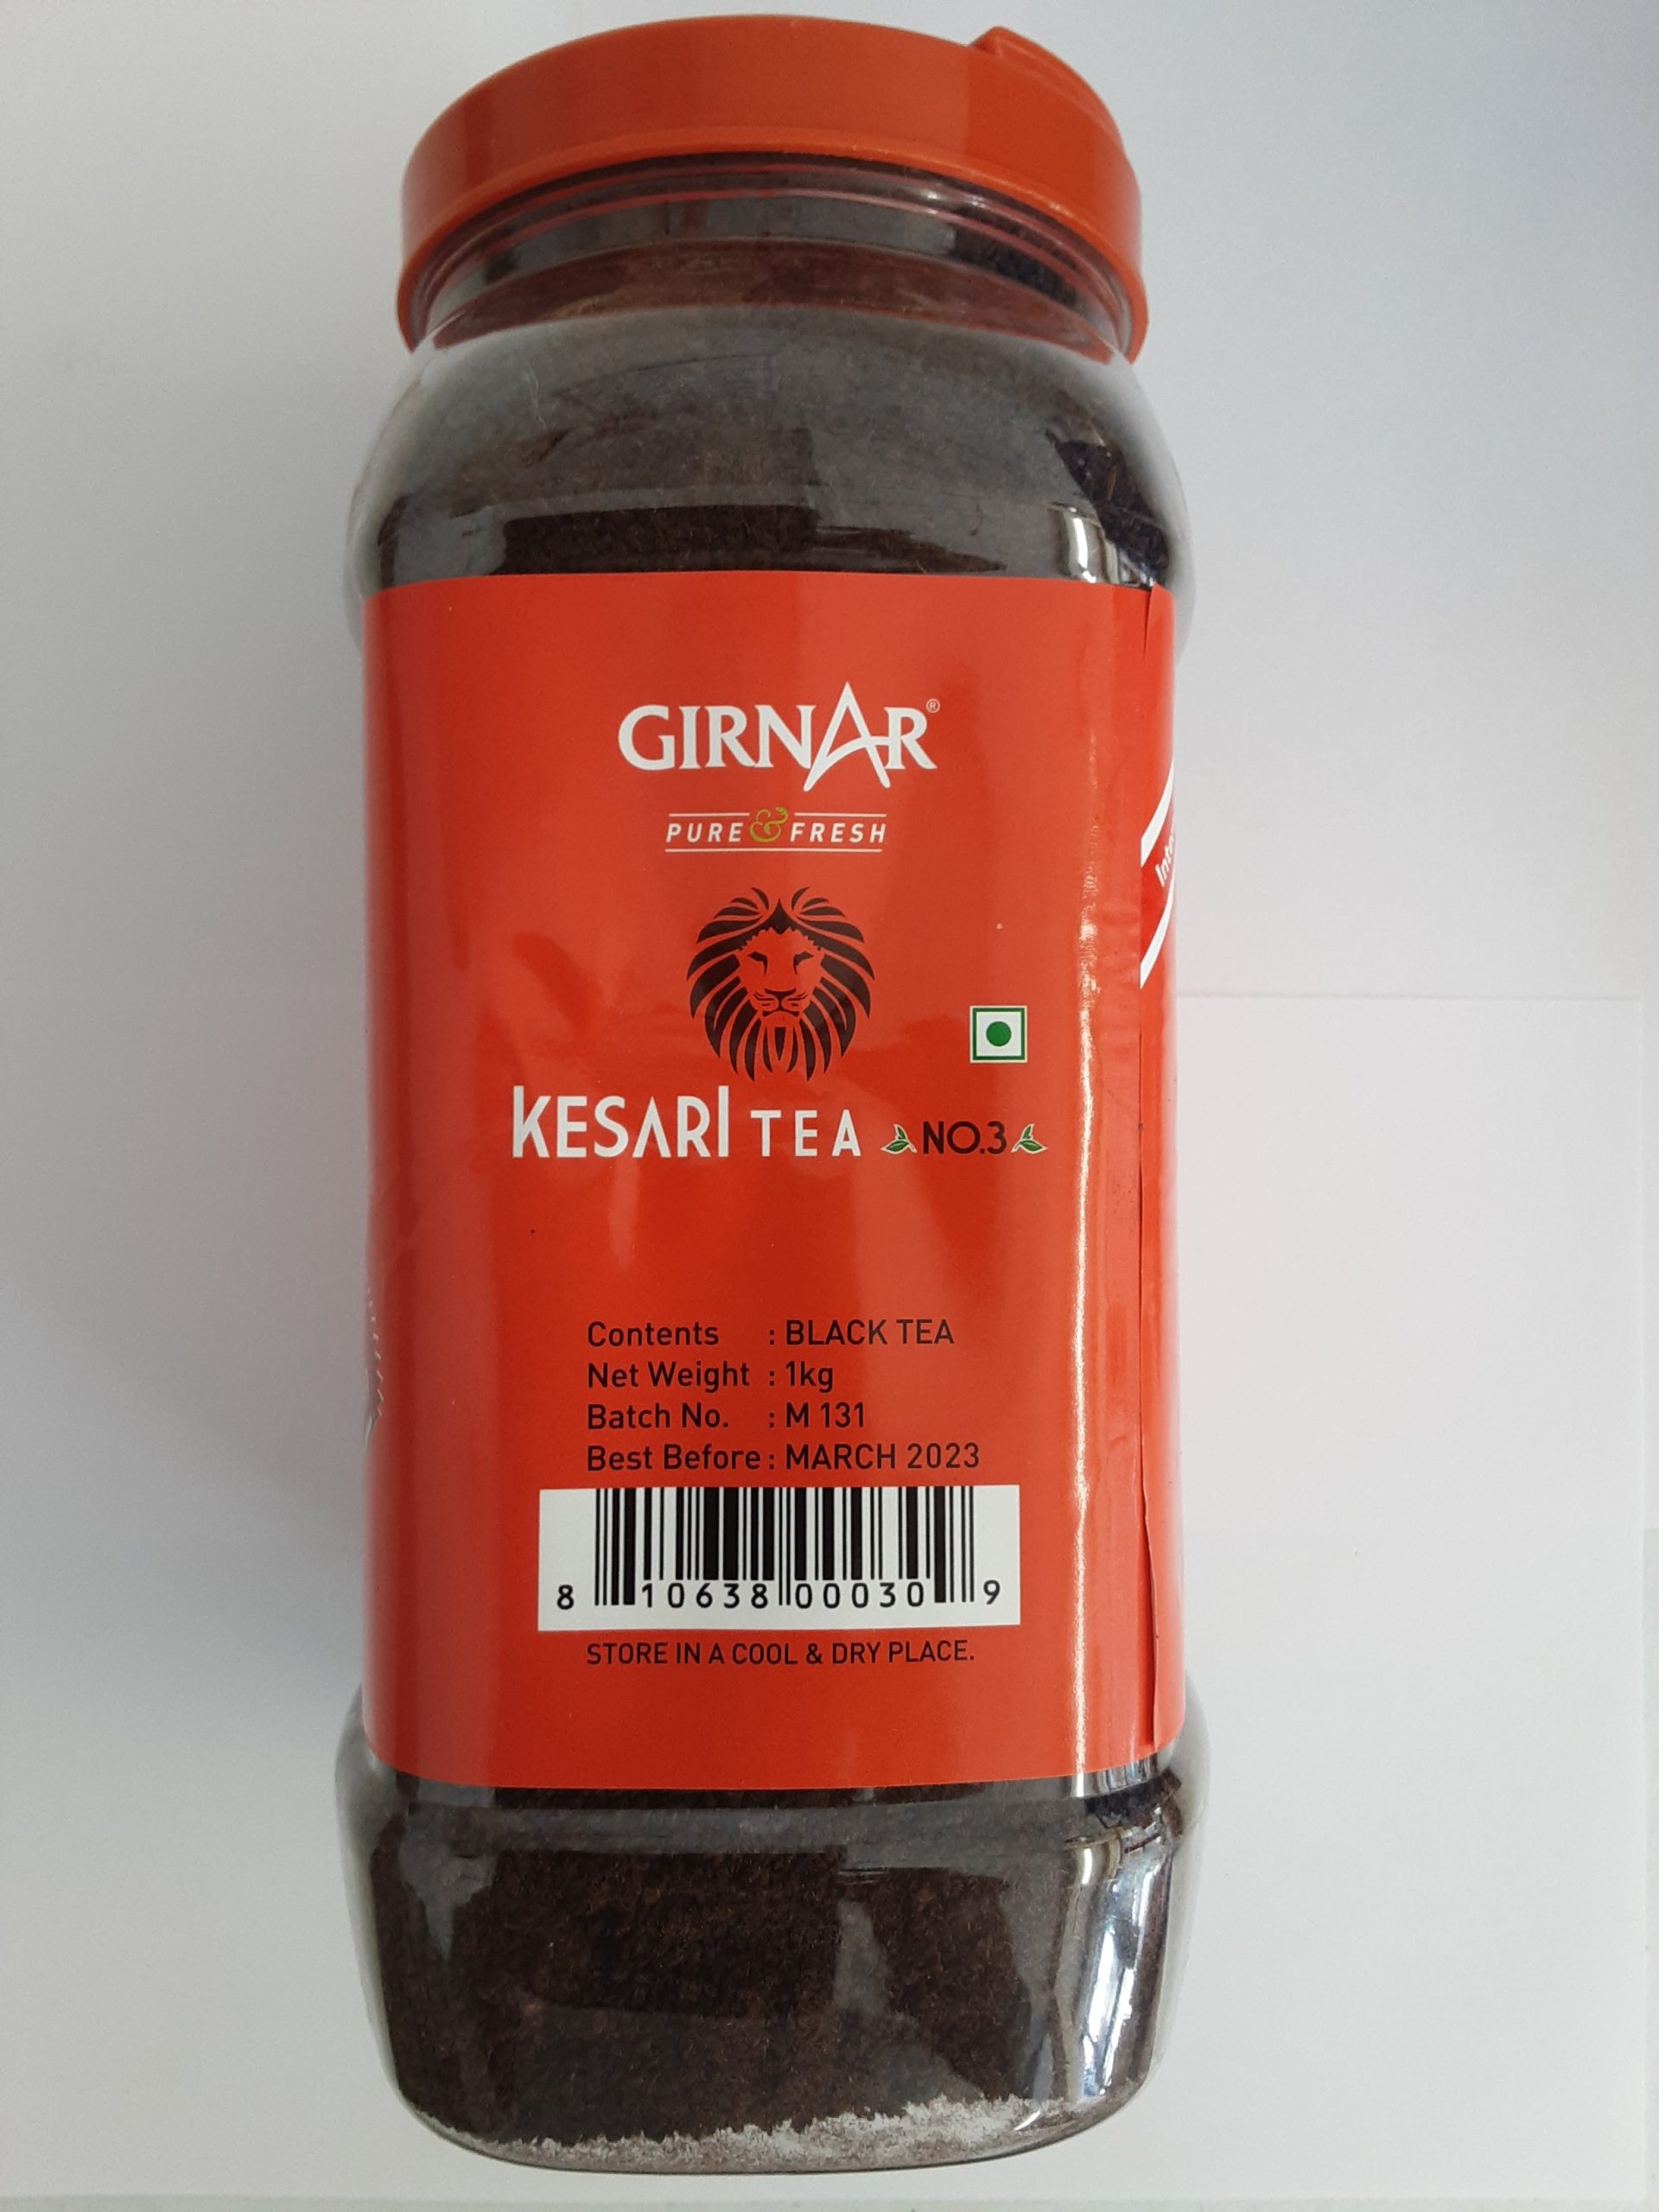 GIRNAR®
PURE & FRESH
KESARI TEA NO.3
Contents : BLACK TEA
Net Weight : 1kg
Batch No. : M 131
Best Before : MARCH 2023
8 10638 00030 9
STORE IN A COOL & DRY PLACE.